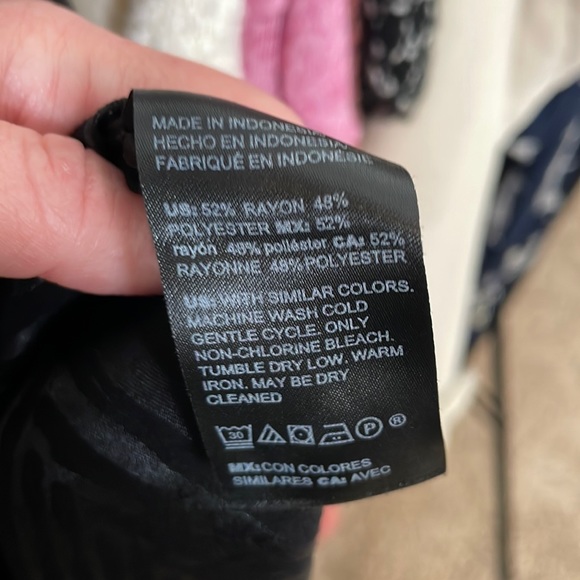 MADE IN INDONESIA
HECHO EN INDONESIA
FABRIQUÉ EN INDONÉSIE
US: 52% RAYON 48%
POLYESTER MX: 52%
rayón 48% poliéster CA: 52%
RAYONNE 48% POLYESTER
US: WITH SIMILAR COLORS.
MACHINE WASH COLD
GENTLE CYCLE. ONLY
NON-CHLORINE BLEACH.
TUMBLE DRY LOW. WARM
IRON. MAY BE DRY
CLEANED
30 P ®
MX:CON COLORES
SIMILARES CA: AVEC